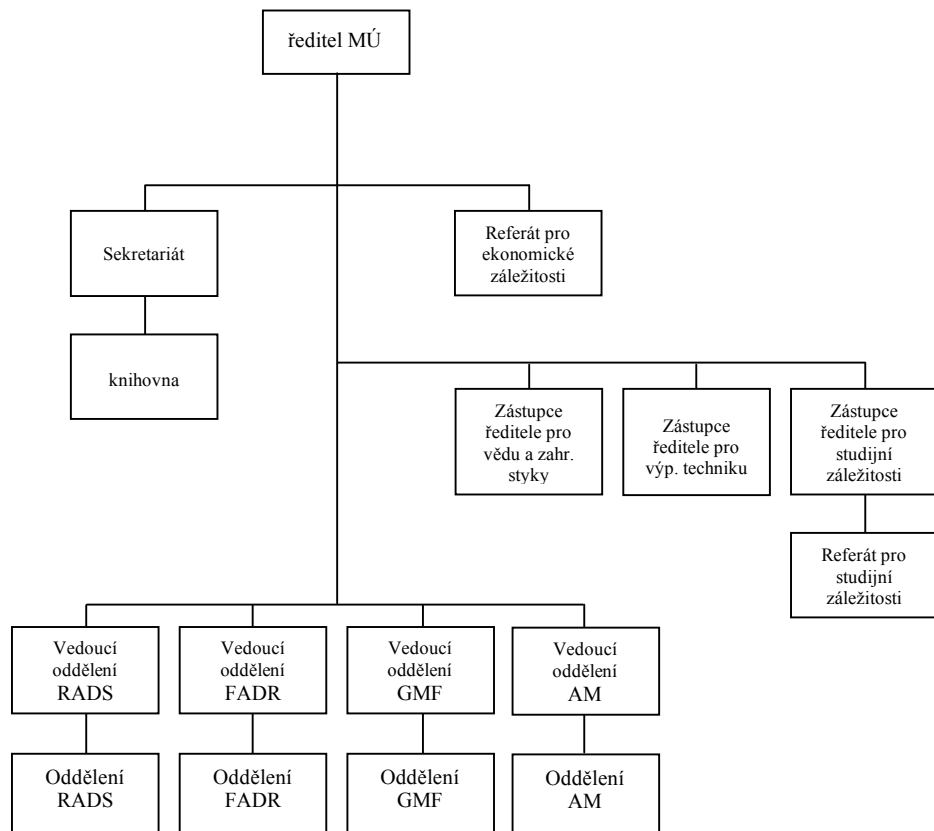 ředitel MÚ
Sekretariát
Referát pro
ekonomické
záležitosti
knihovna
Zástupce
ředitele pro
vědu a zahr.
styky
Zástupce
ředitele pro
výp. techniku
Zástupce
ředitele pro
studijní
záležitosti
Referát pro
studijní
záležitosti
Vedoucí
oddělení
RADS
Vedoucí
oddělení
FADR
Vedoucí
oddělení
GMF
Vedoucí
oddělení
AM
Oddělení
RADS
Oddělení
FADR
Oddělení
GMF
Oddělení
AM